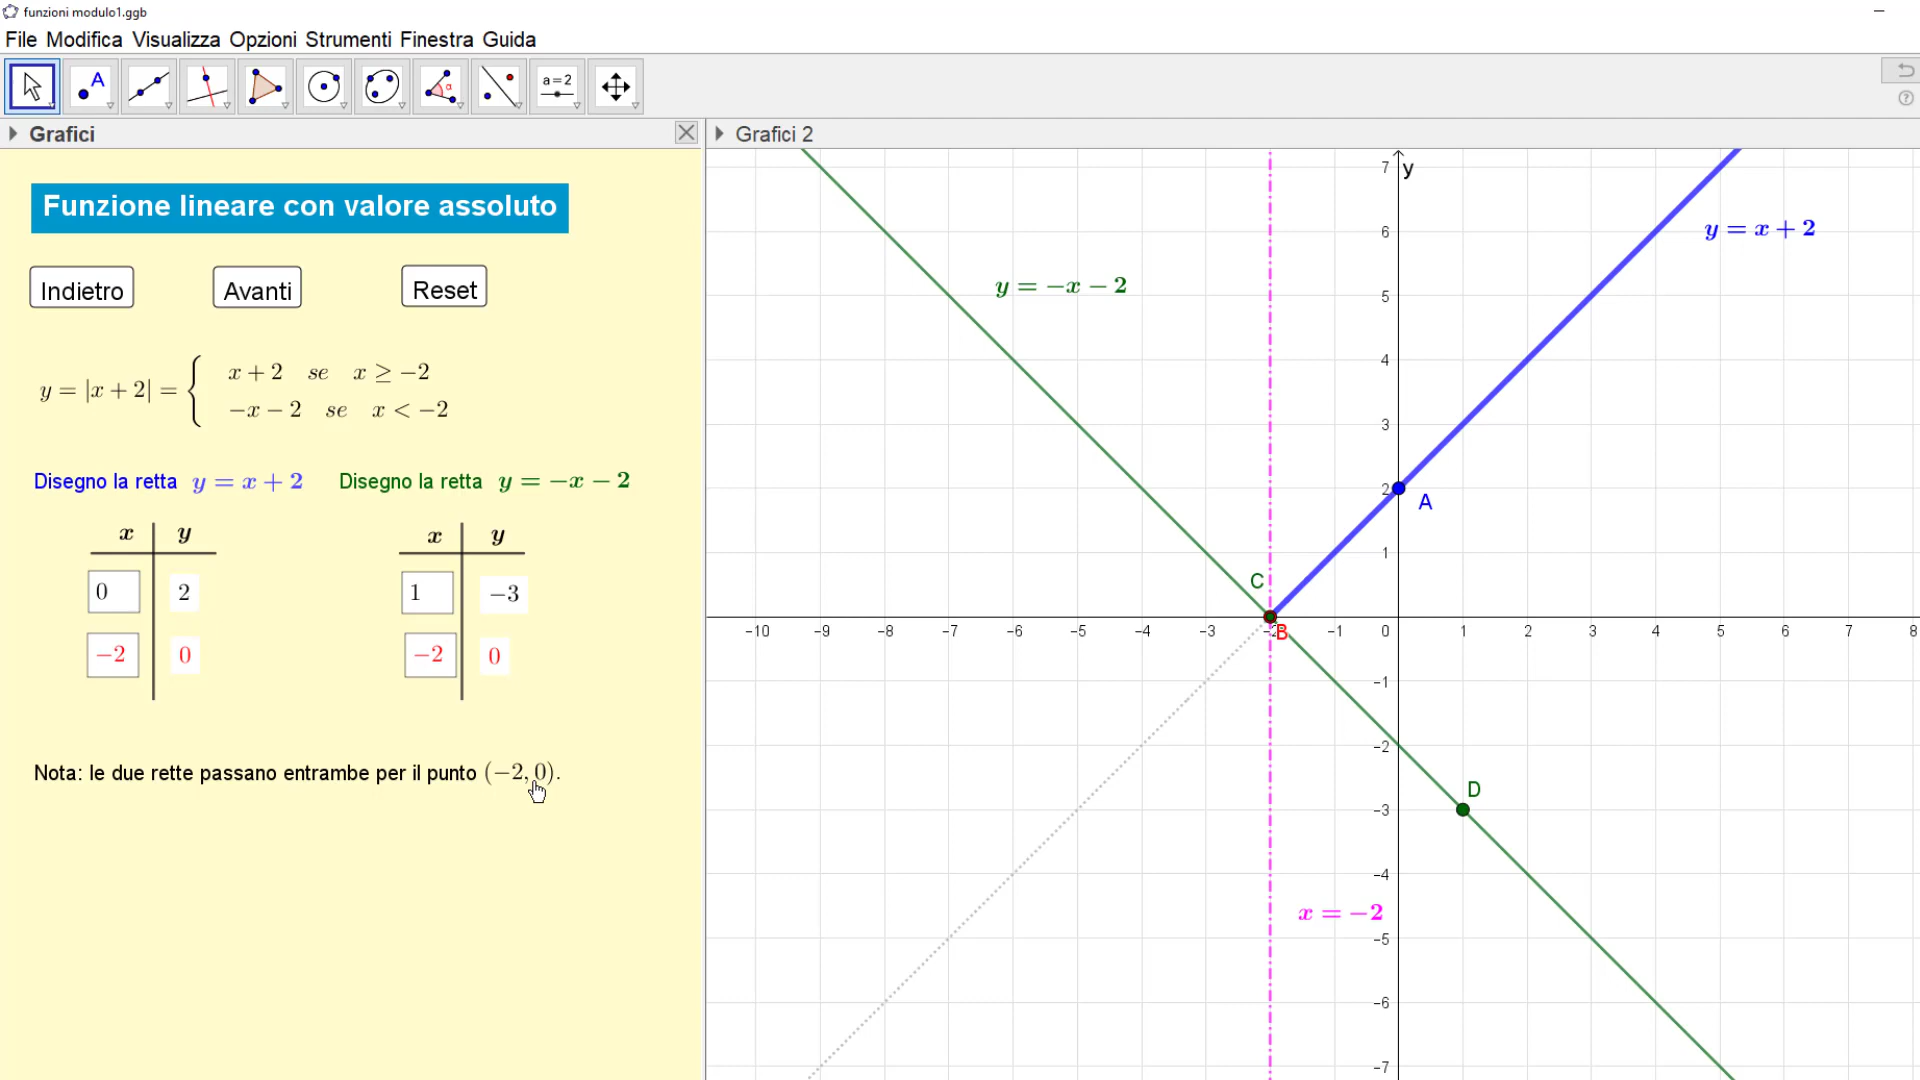 funzioni modulo1.ggb
File Modifica Visualizza Opzioni Strumenti Finestra Guida
A
α
a=2
Grafici
Grafici 2
Funzione lineare con valore assoluto
Indietro Avanti Reset
y = |x + 2| = { x + 2 se x ≥ −2
−x − 2 se x < −2
Disegno la retta y = x + 2 Disegno la retta y = −x − 2
x y x y
0 2 1 −3
−2 0 −2 0
Nota: le due rette passano entrambe per il punto (−2, 0).
y
y = x + 2
y = −x − 2
A
C
B
D
x = −2
7
6
5
4
3
2
1
−10 −9 −8 −7 −6 −5 −4 −3 −2 −1 0 1 2 3 4 5 6 7 8
−1
−2
−3
−4
−5
−6
−7